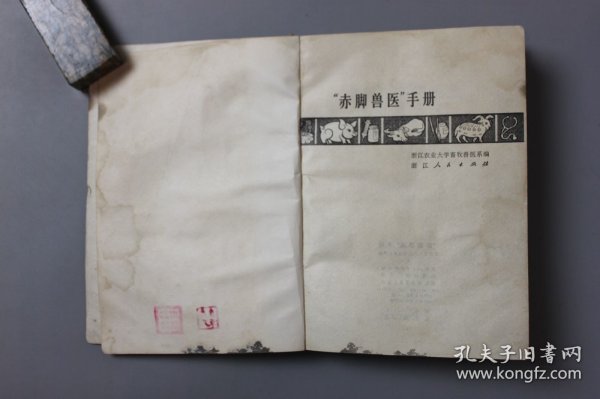 “赤脚兽医”手册
浙江农业大学畜牧兽医系编
浙江人民出版社
孔夫子旧书网
www.kongfz.com